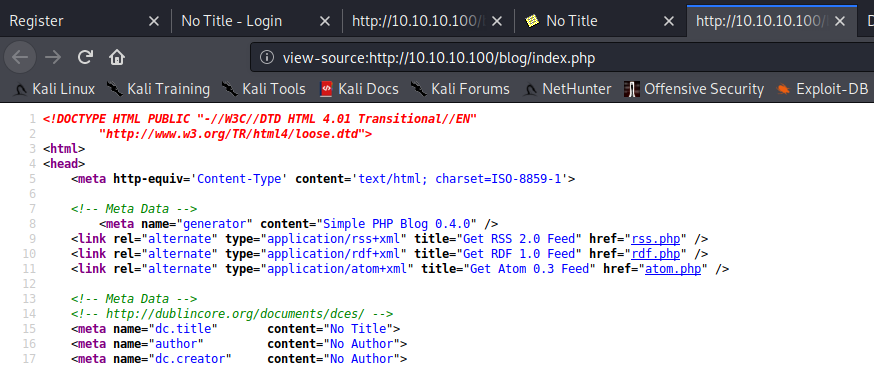 Register
No Title - Login
http://10.10.10.100/
No Title
http://10.10.10.100/
view-source:http://10.10.10.100/blog/index.php
Kali Linux Kali Training Kali Tools Kali Docs Kali Forums NetHunter Offensive Security Exploit-DB
1 <!DOCTYPE HTML PUBLIC "-//W3C//DTD HTML 4.01 Transitional//EN"
2 "http://www.w3.org/TR/html4/loose.dtd">
3 <html>
4 <head>
5 <meta http-equiv='Content-Type' content='text/html; charset=ISO-8859-1'>
6
7 <!-- Meta Data -->
8 <meta name="generator" content="Simple PHP Blog 0.4.0" />
9 <link rel="alternate" type="application/rss+xml" title="Get RSS 2.0 Feed" href="rss.php" />
10 <link rel="alternate" type="application/rdf+xml" title="Get RDF 1.0 Feed" href="rdf.php" />
11 <link rel="alternate" type="application/atom+xml" title="Get Atom 0.3 Feed" href="atom.php" />
12
13 <!-- Meta Data -->
14 <!-- http://dublincore.org/documents/dces/ -->
15 <meta name="dc.title" content="No Title">
16 <meta name="author" content="No Author">
17 <meta name="dc.creator" content="No Author">